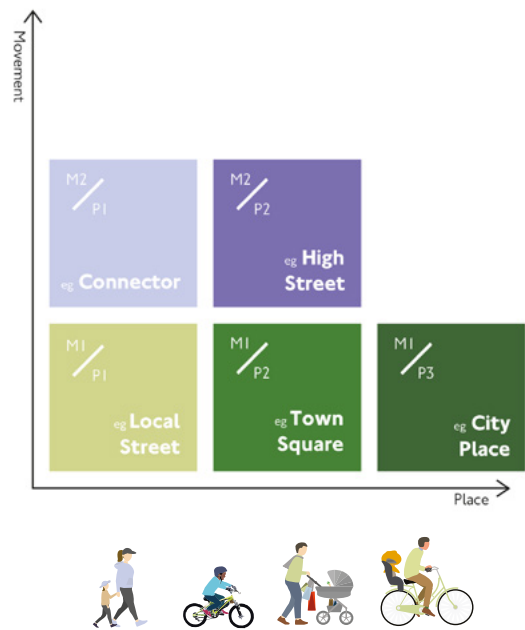 Movement
M2
P1
eg Connector
M2
P2
eg High
Street
M1
P1
eg Local
Street
M1
P2
eg Town
Square
M1
P3
eg City
Place
Place